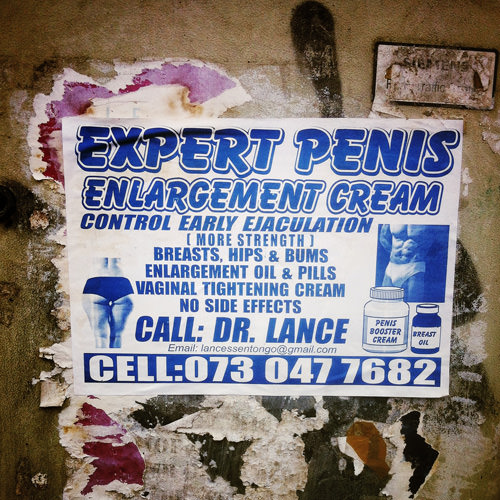 SIEMENS
EXPERT PENIS
ENLARGEMENT CREAM
CONTROL EARLY EJACULATION
( MORE STRENGTH )
BREASTS, HIPS & BUMS
ENLARGEMENT OIL & PILLS
VAGINAL TIGHTENING CREAM
NO SIDE EFFECTS
CALL: DR. LANCE
Email: lancessentongo@gmail.com
CELL:073 047 7682
PENIS
BOOSTER
CREAM
BREAST
OIL